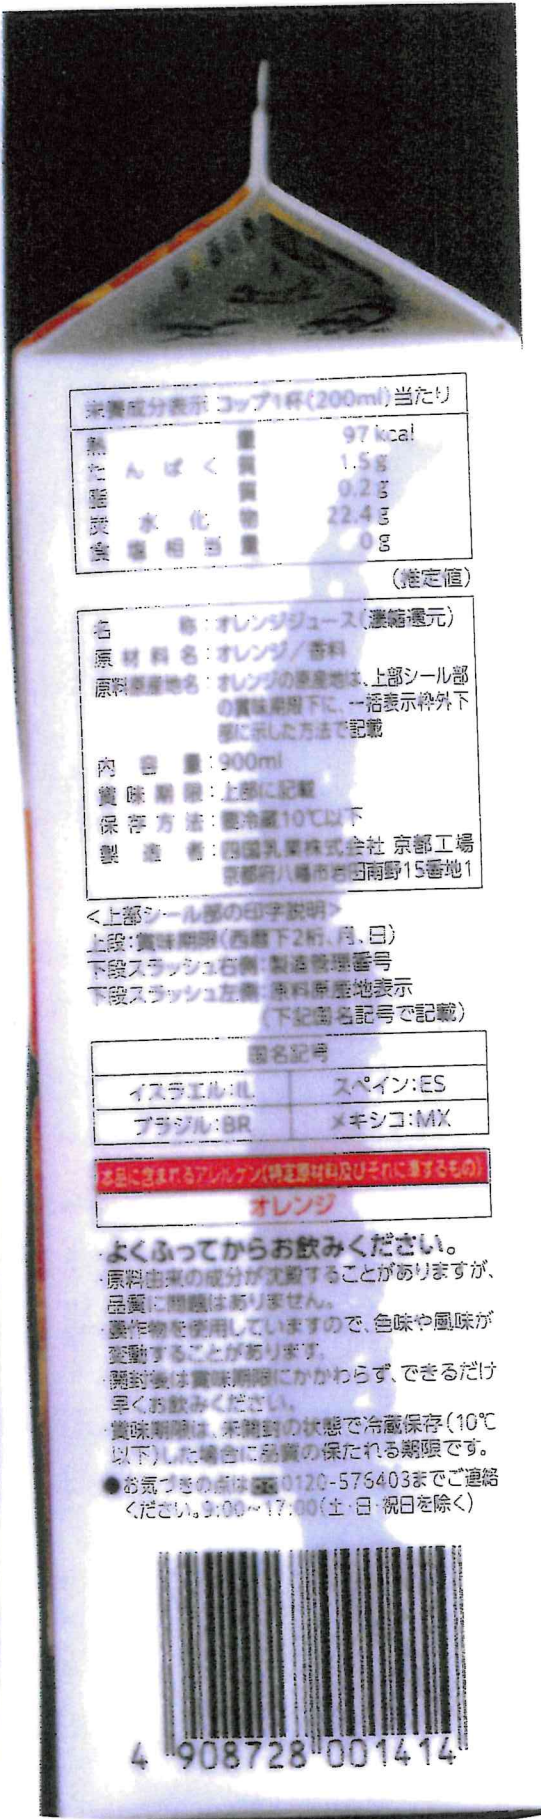 栄養成分表示 コップ1杯(200ml)当たり
熱量 97kcal
たんぱく質 1.5g
脂質 0.2g
炭水化物 22.4g
食塩相当量 0g
(推定値)
名称:オレンジジュース(濃縮還元)
原材料名:オレンジ/香料
原料原産地名:オレンジの原産地は、上部シール部
の賞味期限下に、一括表示枠外下
部に示した方法で記載
内容量:900ml
賞味期限:上部に記載
保存方法:要冷蔵10℃以下
製造者:四国乳業株式会社 京都工場
京都府八幡市岩田南野15番地1
<上部シール部の印字説明>
上段:賞味期限(西暦下2桁、月、日)
下段スラッシュ右側:製造管理番号
下段スラッシュ左側:原料原産地表示
(下記国名記号で記載)
国名記号
イスラエル:IL スペイン:ES
ブラジル:BR メキシコ:MX
本品に含まれるアレルゲン(特定原材料及びそれに準ずるもの)
オレンジ
・よくふってからお飲みください。
・原料由来の成分が沈殿することがありますが、
品質に問題はありません。
・農作物を使用していますので、色味や風味が
変動することがあります。
・開封後は賞味期限にかかわらず、できるだけ
早くお飲みください。
・賞味期限は、未開封の状態で冷蔵保存(10℃
以下)した場合に品質の保たれる期限です。
●お気づきの点は0120-576403までご連絡
ください。9:00~17:00(土・日・祝日を除く)
4 908728 001414